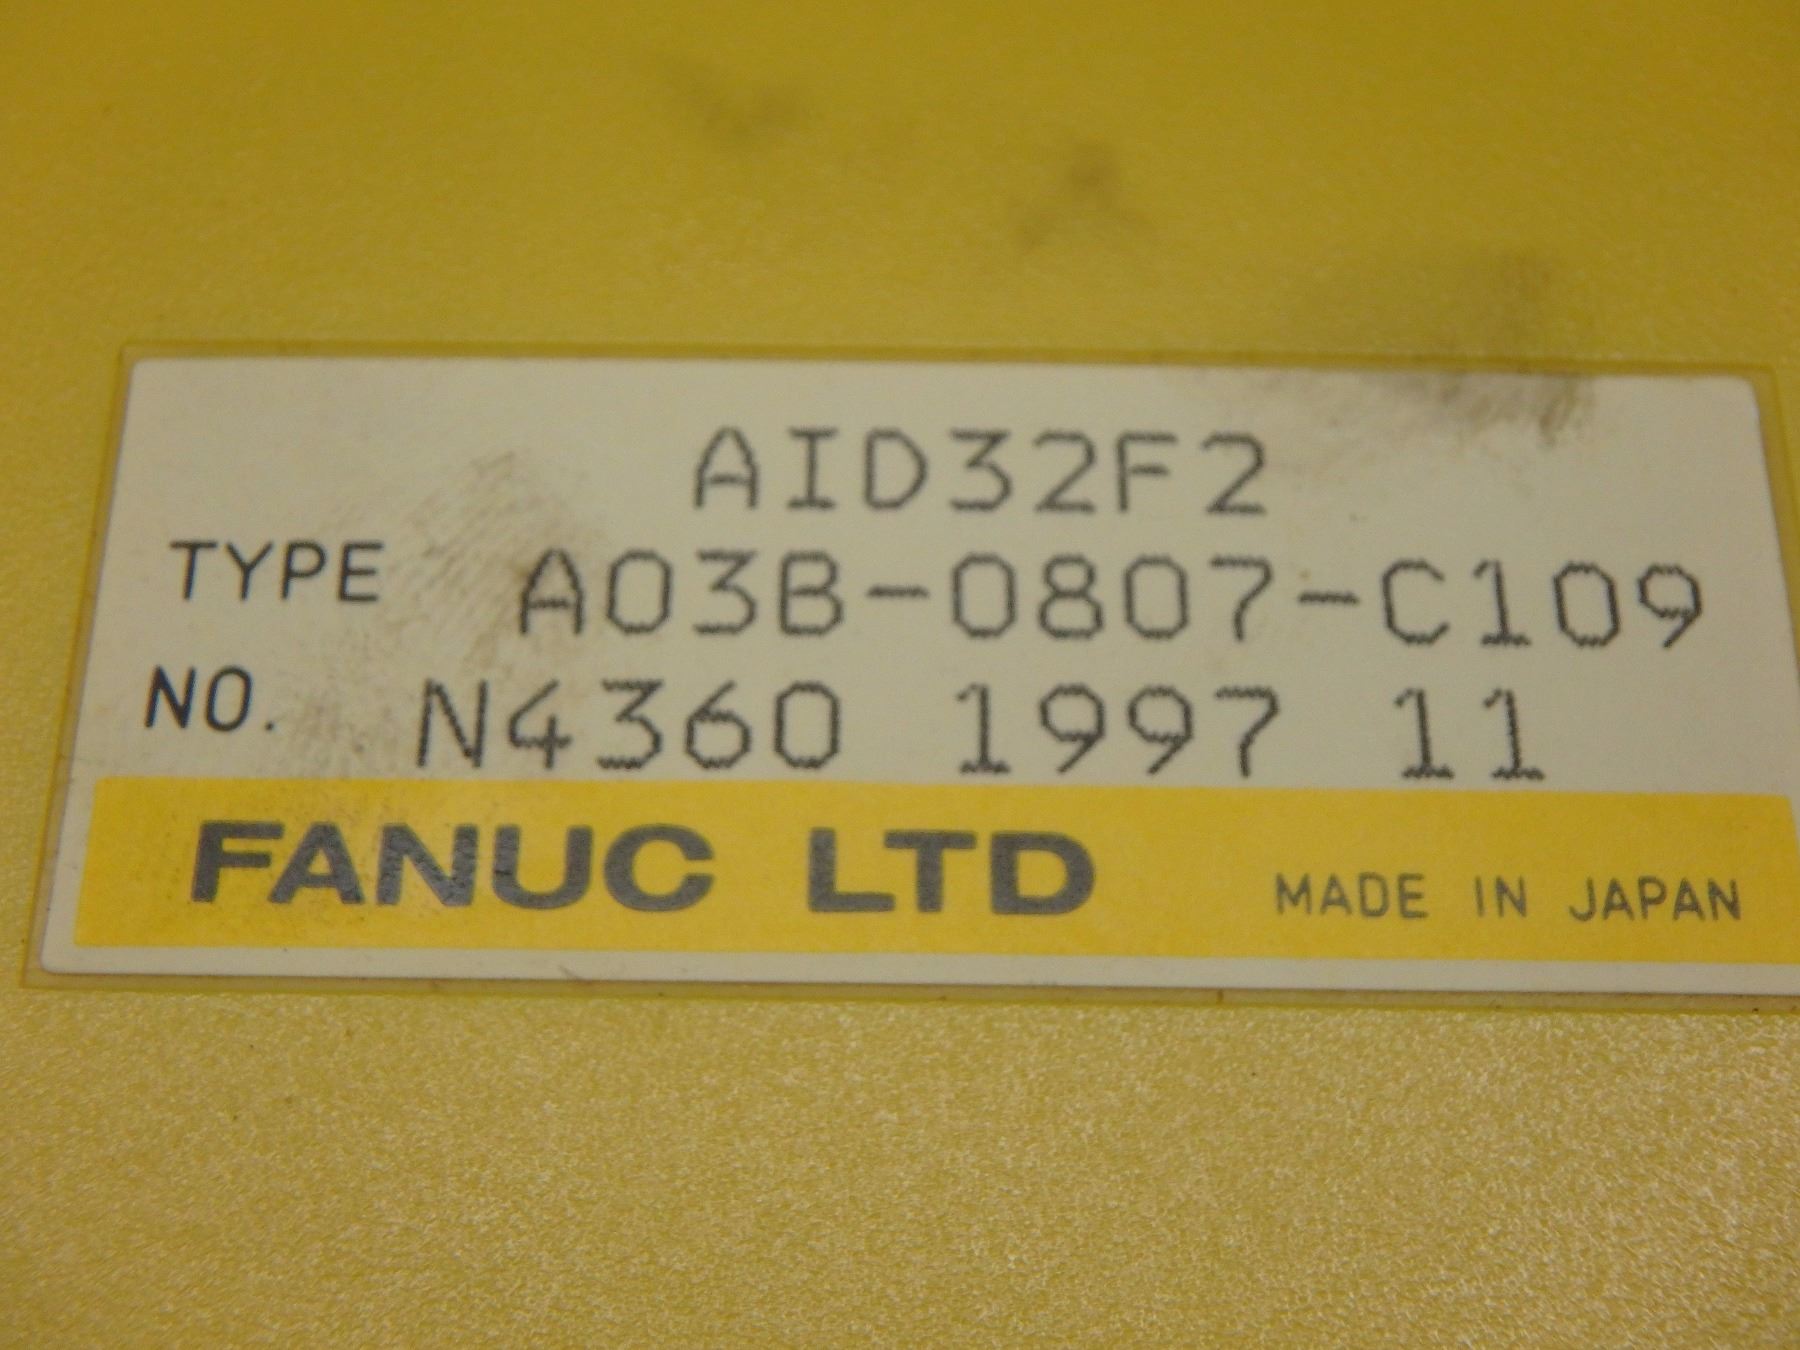 AID32F2
TYPE A03B-0807-C109
NO. N4360 1997 11
FANUC LTD MADE IN JAPAN